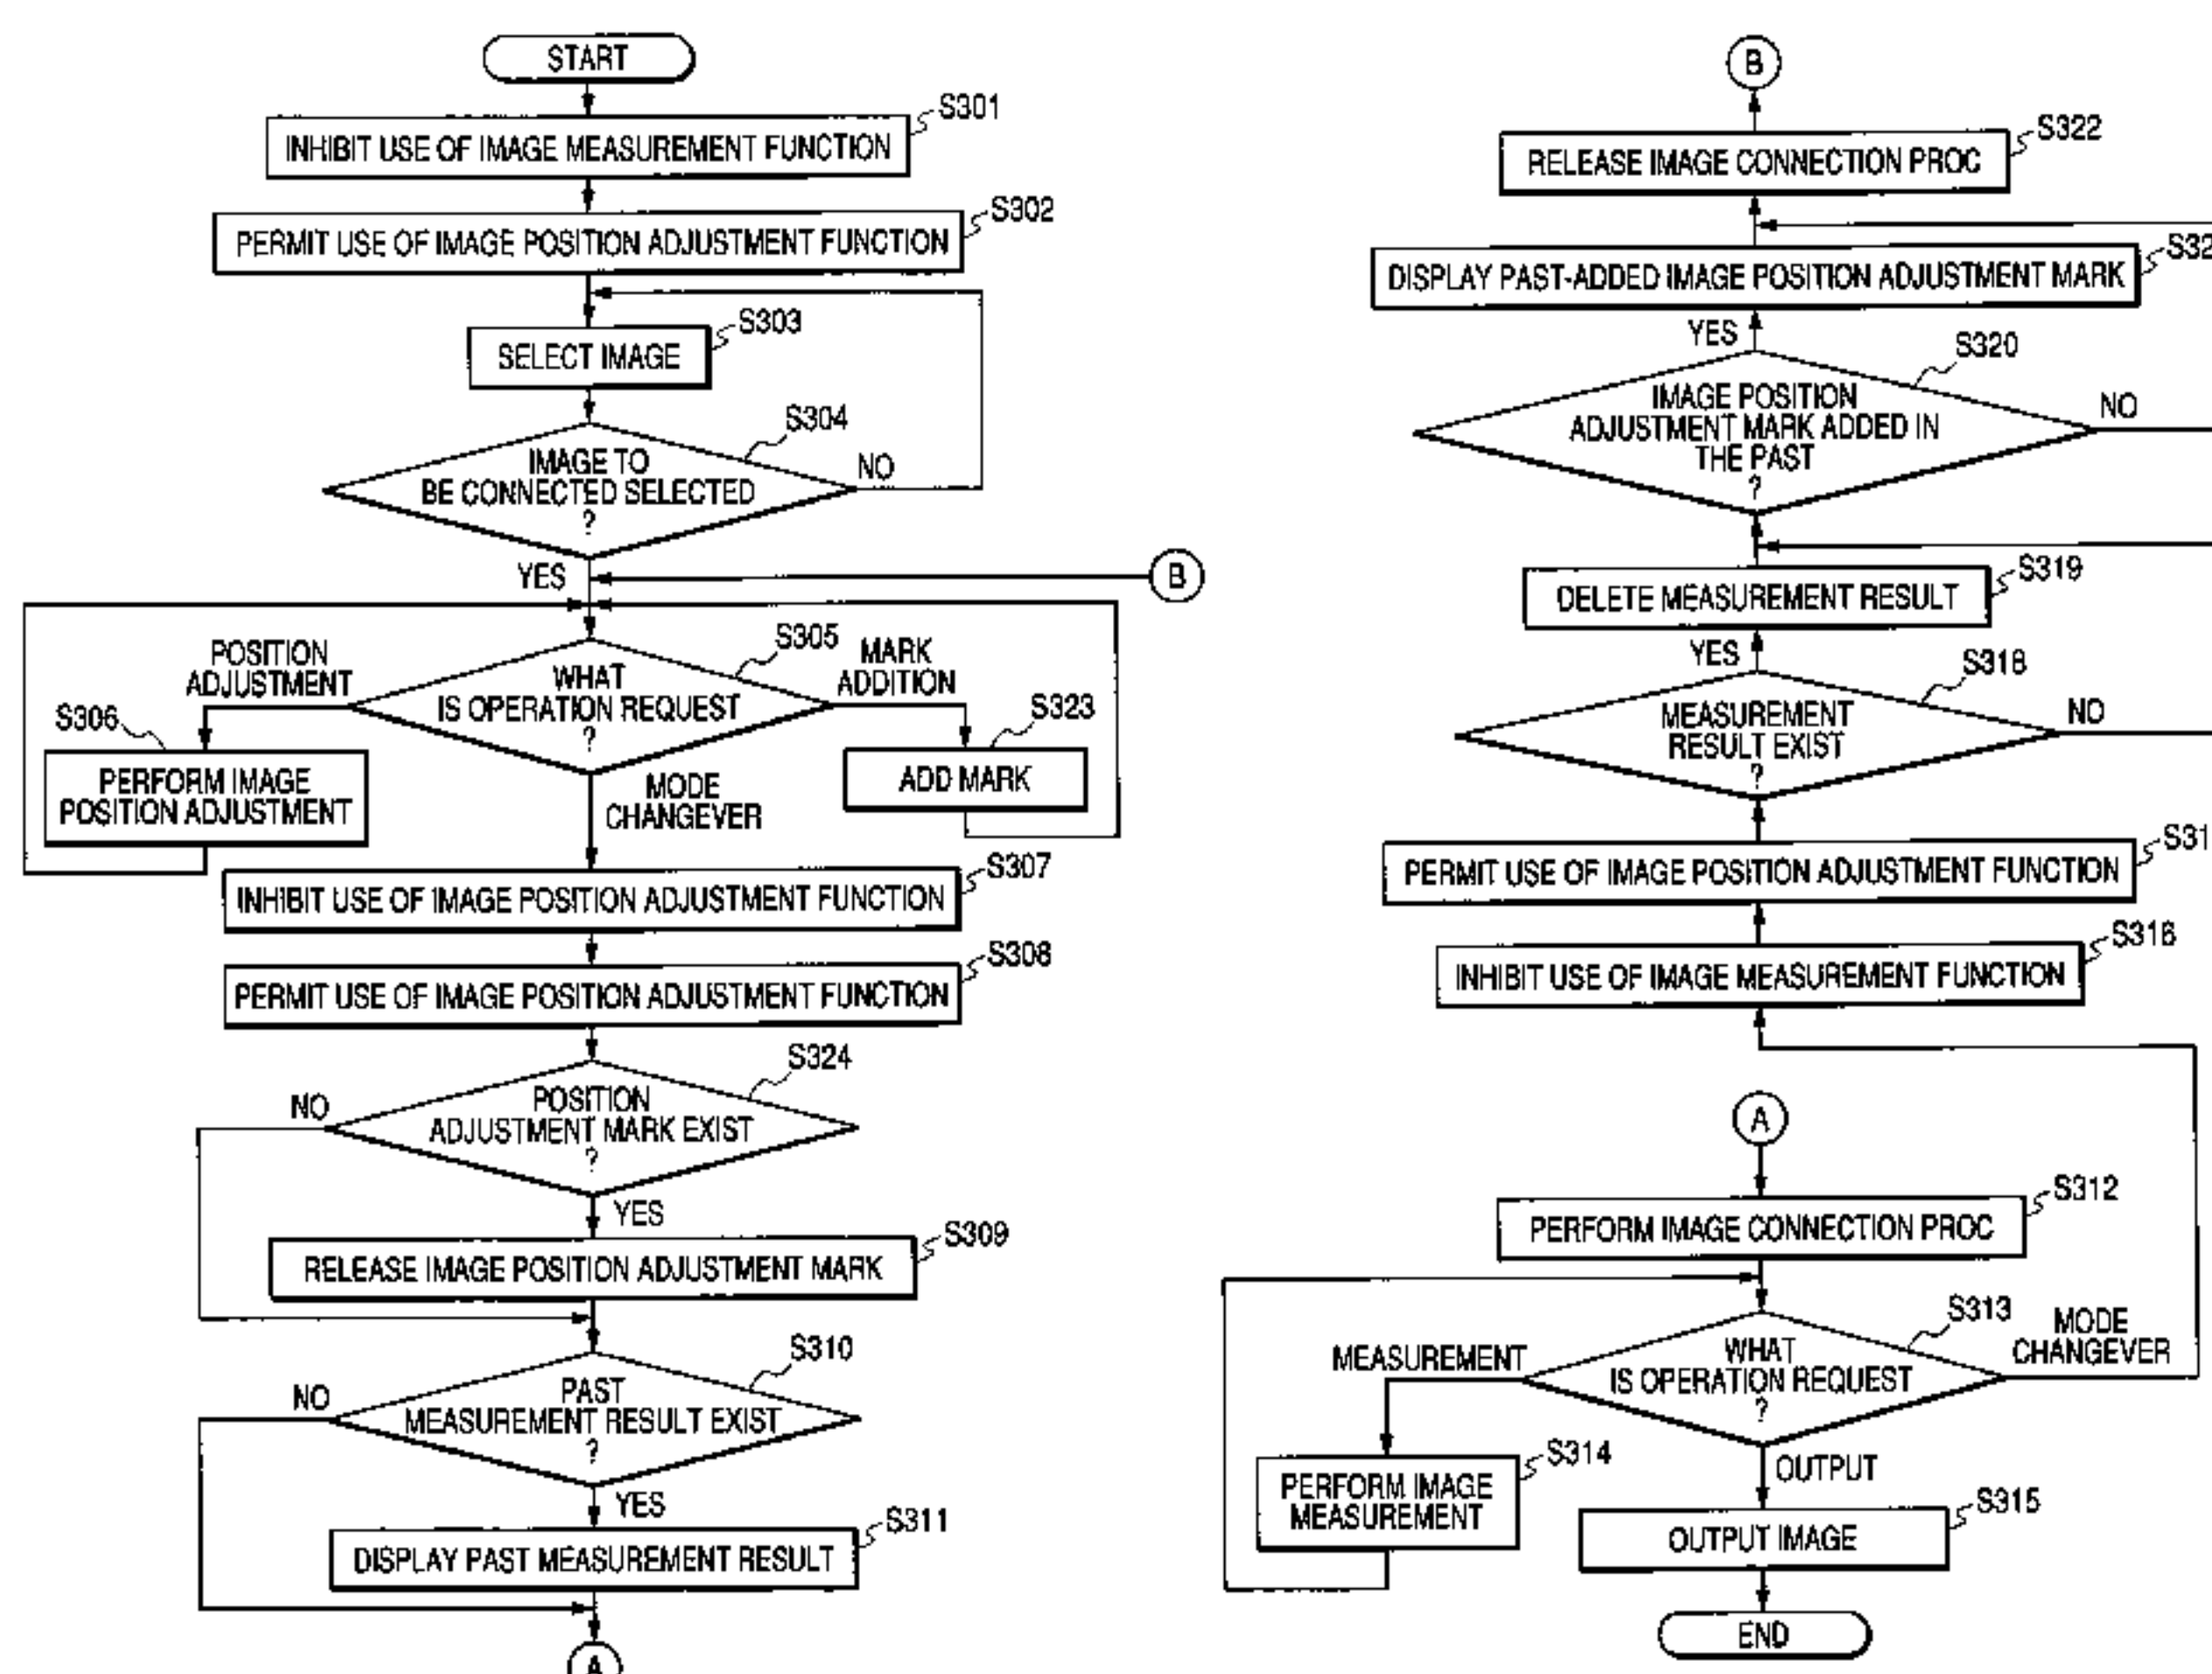 START
S301
INHIBIT USE OF IMAGE MEASUREMENT FUNCTION
S302
PERMIT USE OF IMAGE POSITION ADJUSTMENT FUNCTION
S303
SELECT IMAGE
S304
IMAGE TO
BE CONNECTED SELECTED
?
NO
YES
B
S305
WHAT
IS OPERATION REQUEST
?
POSITION
ADJUSTMENT
MARK
ADDITION
S306
PERFORM IMAGE
POSITION ADJUSTMENT
S323
ADD MARK
MODE
CHANGEVER
S307
INHIBIT USE OF IMAGE POSITION ADJUSTMENT FUNCTION
S308
PERMIT USE OF IMAGE POSITION ADJUSTMENT FUNCTION
S324
POSITION
ADJUSTMENT MARK EXIST
?
NO
YES
S309
RELEASE IMAGE POSITION ADJUSTMENT MARK
S310
PAST
MEASUREMENT RESULT EXIST
?
NO
YES
S311
DISPLAY PAST MEASUREMENT RESULT
A
B
S322
RELEASE IMAGE CONNECTION PROC
S32
DISPLAY PAST-ADDED IMAGE POSITION ADJUSTMENT MARK
YES
S320
IMAGE POSITION
ADJUSTMENT MARK ADDED IN
THE PAST
?
NO
S319
DELETE MEASUREMENT RESULT
YES
S318
MEASUREMENT
RESULT EXIST
?
NO
S31
PERMIT USE OF IMAGE POSITION ADJUSTMENT FUNCTION
S316
INHIBIT USE OF IMAGE MEASUREMENT FUNCTION
A
S312
PERFORM IMAGE CONNECTION PROC
S313
WHAT
IS OPERATION REQUEST
?
MEASUREMENT
MODE
CHANGEVER
S314
PERFORM IMAGE
MEASUREMENT
OUTPUT
S315
OUTPUT IMAGE
END